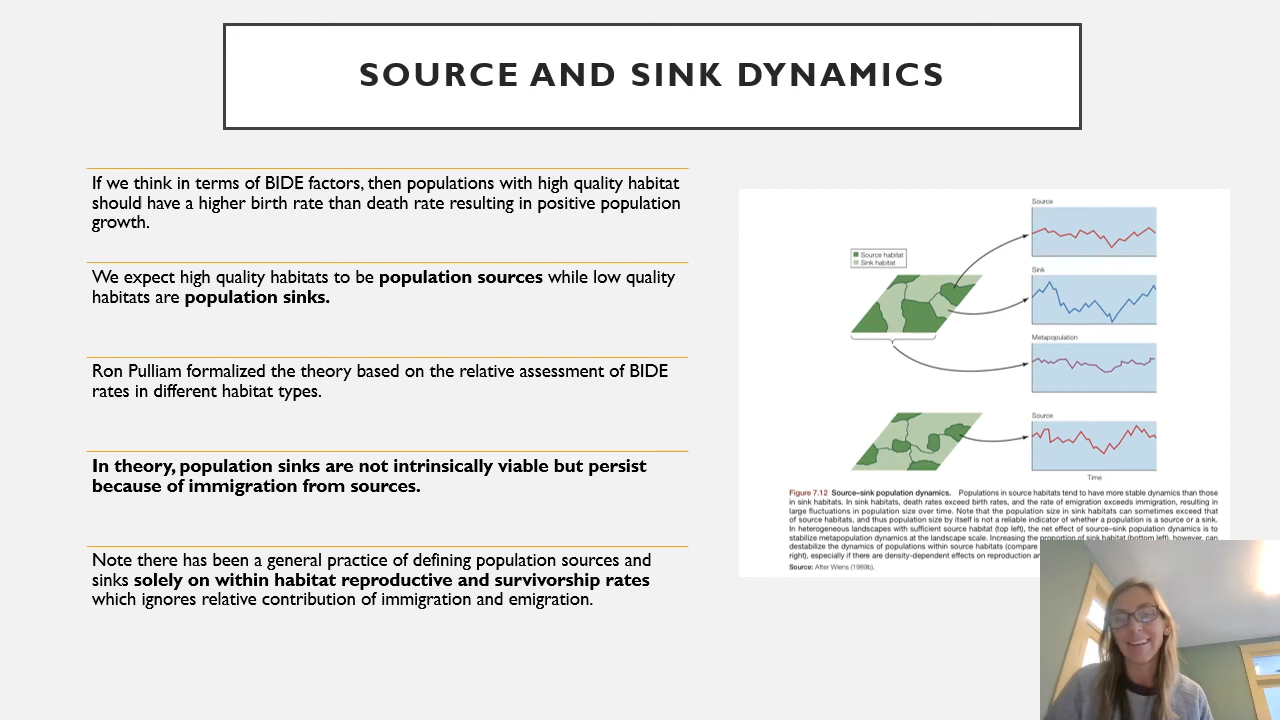 SOURCE AND SINK DYNAMICS
If we think in terms of BIDE factors, then populations with high quality habitat
should have a higher birth rate than death rate resulting in positive population
growth.
We expect high quality habitats to be population sources while low quality
habitats are population sinks.
Ron Pulliam formalized the theory based on the relative assessment of BIDE
rates in different habitat types.
In theory, population sinks are not intrinsically viable but persist
because of immigration from sources.
Note there has been a general practice of defining population sources and
sinks solely on within habitat reproductive and survivorship rates
which ignores relative contribution of immigration and emigration.
Source habitat
Sink habitat
Source
Sink
Metapopulation
Source
Time
Figure 7.12 Source–sink population dynamics. Populations in source habitats tend to have more stable dynamics than those
in sink habitats. In sink habitats, death rates exceed birth rates, and the rate of emigration exceeds immigration, resulting in
large fluctuations in population size over time. Note that the population size in sink habitats can sometimes exceed that
of source habitats, and thus population size by itself is not a reliable indicator of whether a population is a source or a sink.
In heterogeneous landscapes with sufficient source habitat (top left), the net effect of source–sink population dynamics is to
stabilize metapopulation dynamics at the landscape scale. Increasing the proportion of sink habitat (bottom left), however, can
destabilize the dynamics of populations within source habitats (compare
right), especially if there are density-dependent effects on reproduction
Source: After Wiens (1989b).